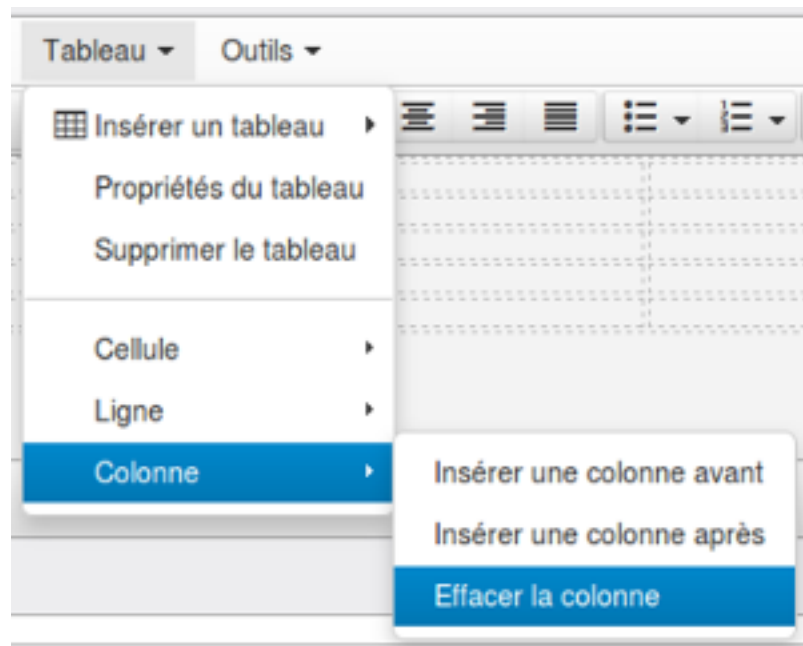 Tableau Outils
Insérer un tableau
Propriétés du tableau
Supprimer le tableau
Cellule
Ligne
Colonne
Insérer une colonne avant
Insérer une colonne après
Effacer la colonne